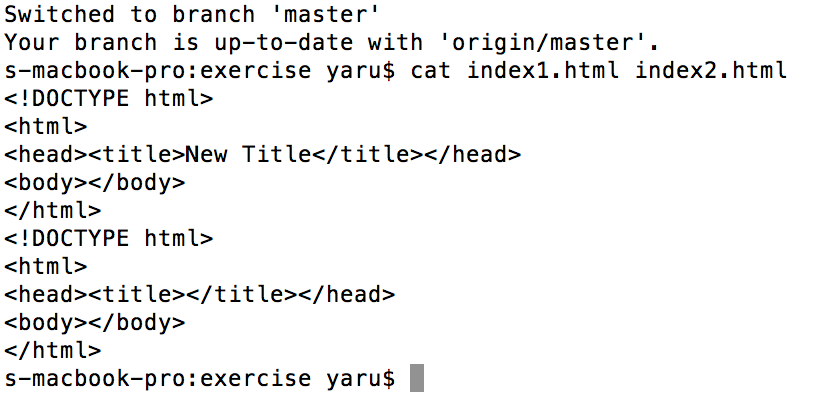 Switched to branch 'master'
Your branch is up-to-date with 'origin/master'.
s-macbook-pro:exercise yaru$ cat index1.html index2.html
<!DOCTYPE html>
<html>
<head><title>New Title</title></head>
<body></body>
</html>
<!DOCTYPE html>
<html>
<head><title></title></head>
<body></body>
</html>
s-macbook-pro:exercise yaru$